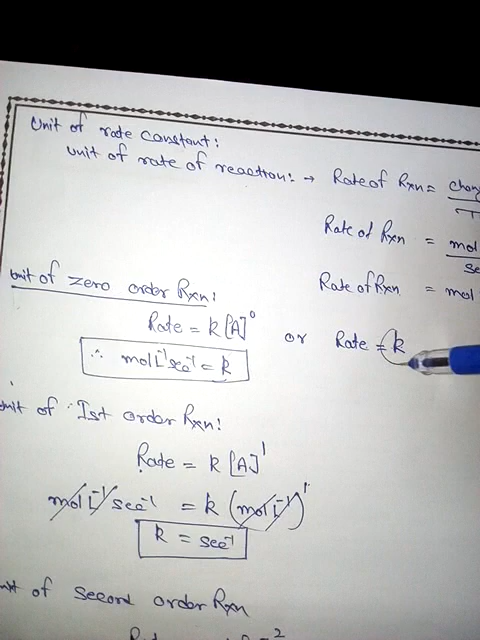 Unit of rate constant:
Unit of rate of reaction: → Rate of Rxn =
Rate of Rxn = mol
Rate of Rxn = mol
Unit of zero order Rxn:
Rate = k [A]⁰ or Rate = k
∴ mol L⁻¹ sec⁻¹ = k
Unit of Ist order Rxn:
Rate = k [A]¹
mol L⁻¹ sec⁻¹ = k (mol L⁻¹)¹
k = sec⁻¹
of second order Rxn